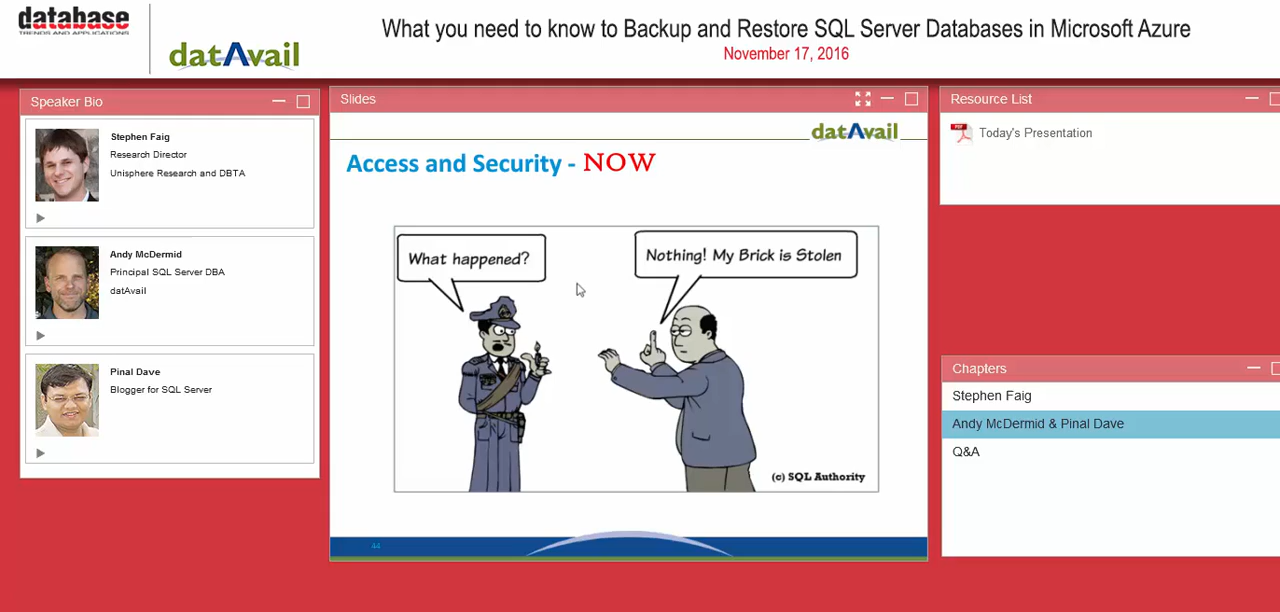 database
TRENDS AND APPLICATIONS
datAvail
What you need to know to Backup and Restore SQL Server Databases in Microsoft Azure
November 17, 2016
Speaker Bio
Stephen Faig
Research Director
Unisphere Research and DBTA
Andy McDermid
Principal SQL Server DBA
datAvail
Pinal Dave
Blogger for SQL Server
Slides
datAvail
Access and Security - NOW
What happened?
Nothing! My Brick is Stolen
(c) SQL Authority
44
Resource List
PDF
Today's Presentation
Chapters
Stephen Faig
Andy McDermid & Pinal Dave
Q&A